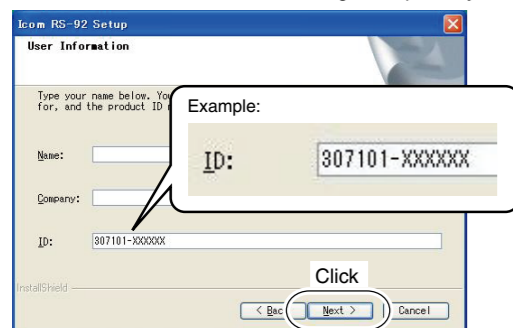 Icom RS-92 Setup
User Information
Type your name below. You
for, and the product ID
Example:
ID: 307101-XXXXXX
Name:
Company:
ID: 307101-XXXXXX
Click
InstallShield
< Back Next > Cancel